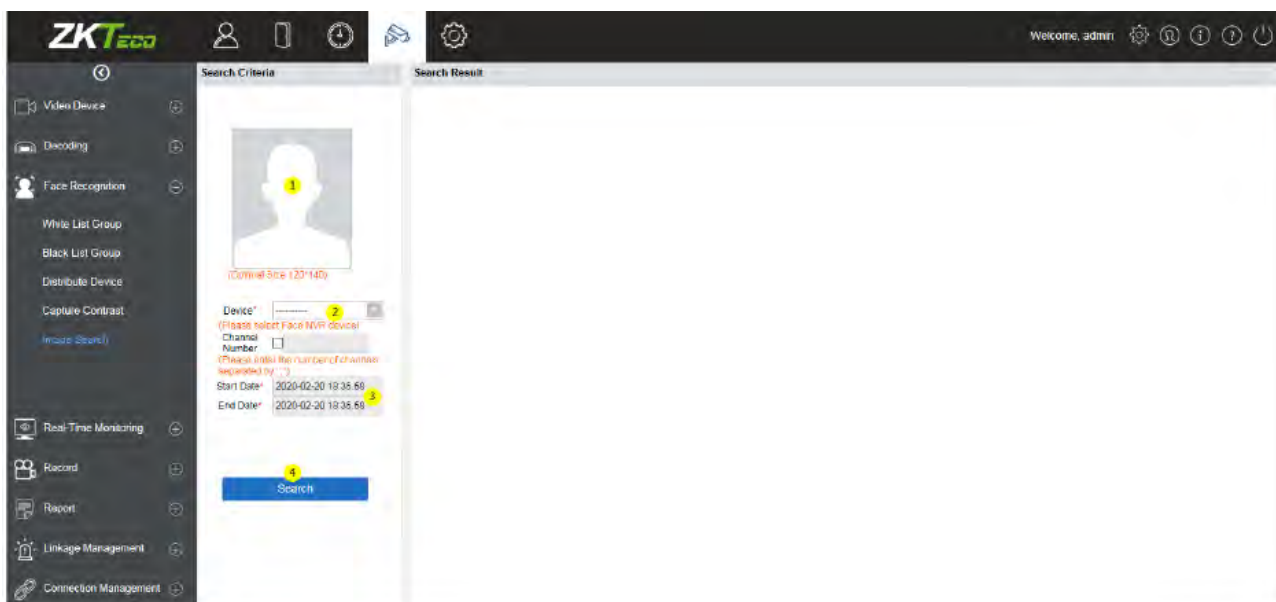 ZKTeco
Welcome, admin
Search Criteria
Search Result
Video Device
Decoding
Face Recognition
White List Group
Black List Group
Distribute Device
Capture Contrast
Image Search
Real-Time Monitoring
Record
Report
Linkage Management
Connection Management
1
(Optimal Size 120*140)
Device* ---------- 2
(Please select Face NVR device)
Channel
Number
(Please enter the number of channels
separated by ",")
Start Date* 2020-02-20 18:35:59
3
End Date* 2020-02-20 18:35:59
4
Search